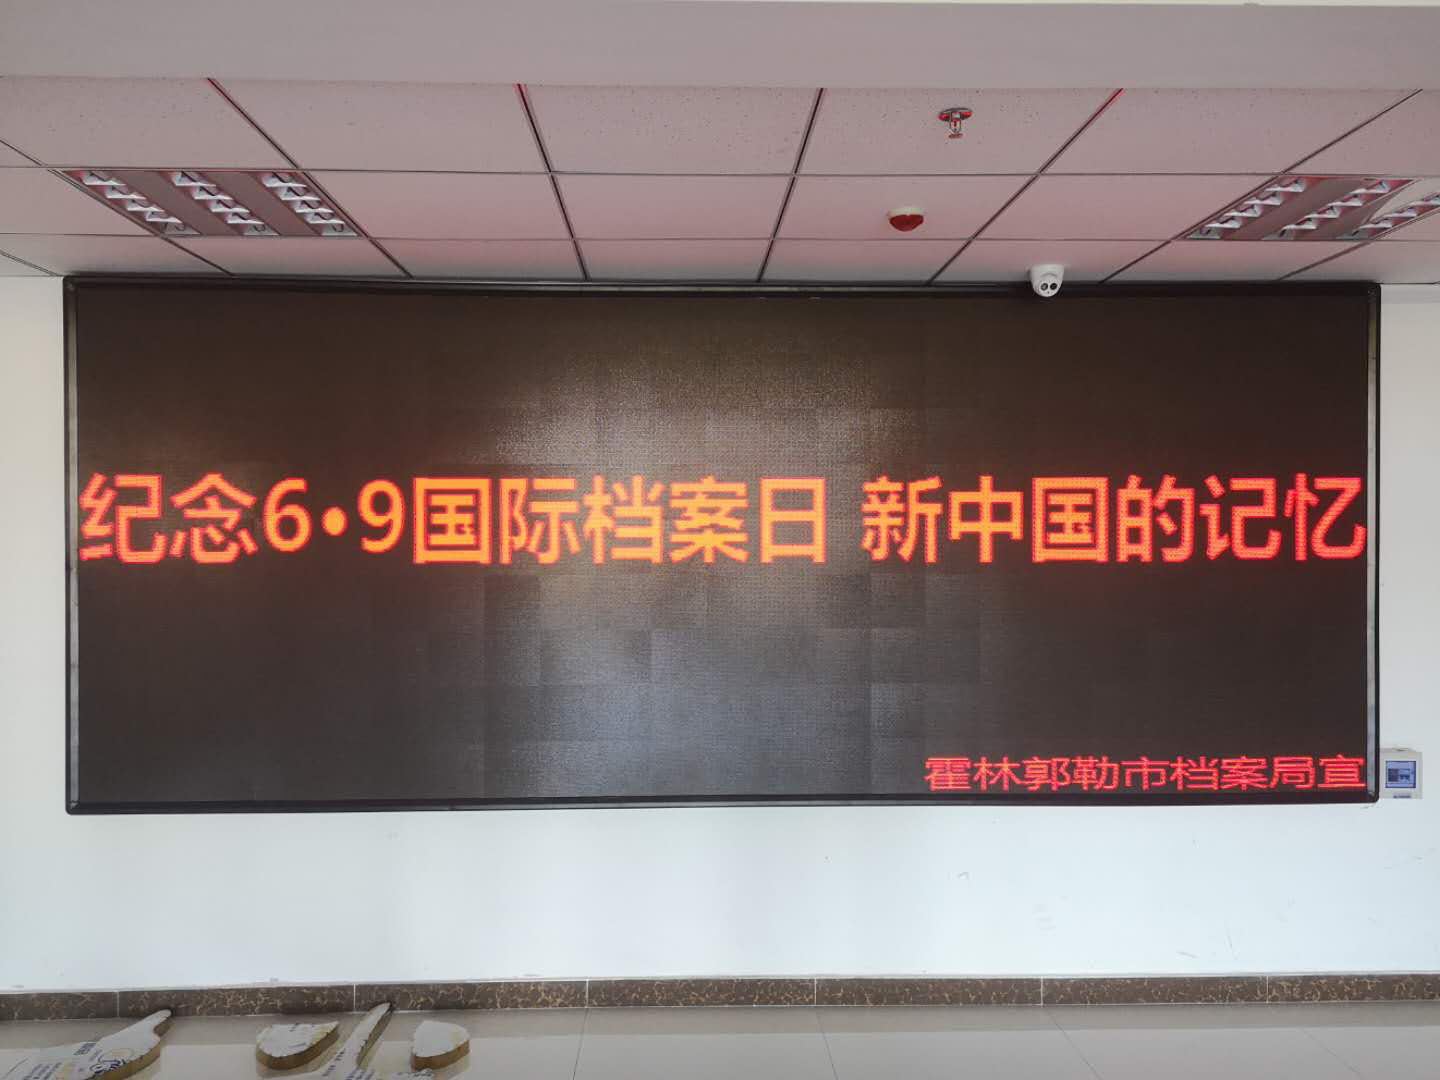 纪念6•9国际档案日 新中国的记忆
霍林郭勒市档案局宣